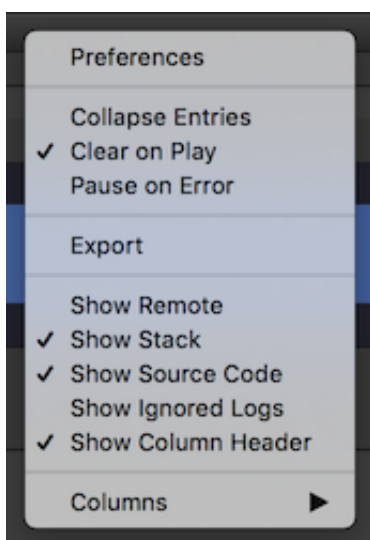 Preferences
Collapse Entries
✓ Clear on Play
Pause on Error
Export
Show Remote
✓ Show Stack
✓ Show Source Code
Show Ignored Logs
✓ Show Column Header
Columns ▶